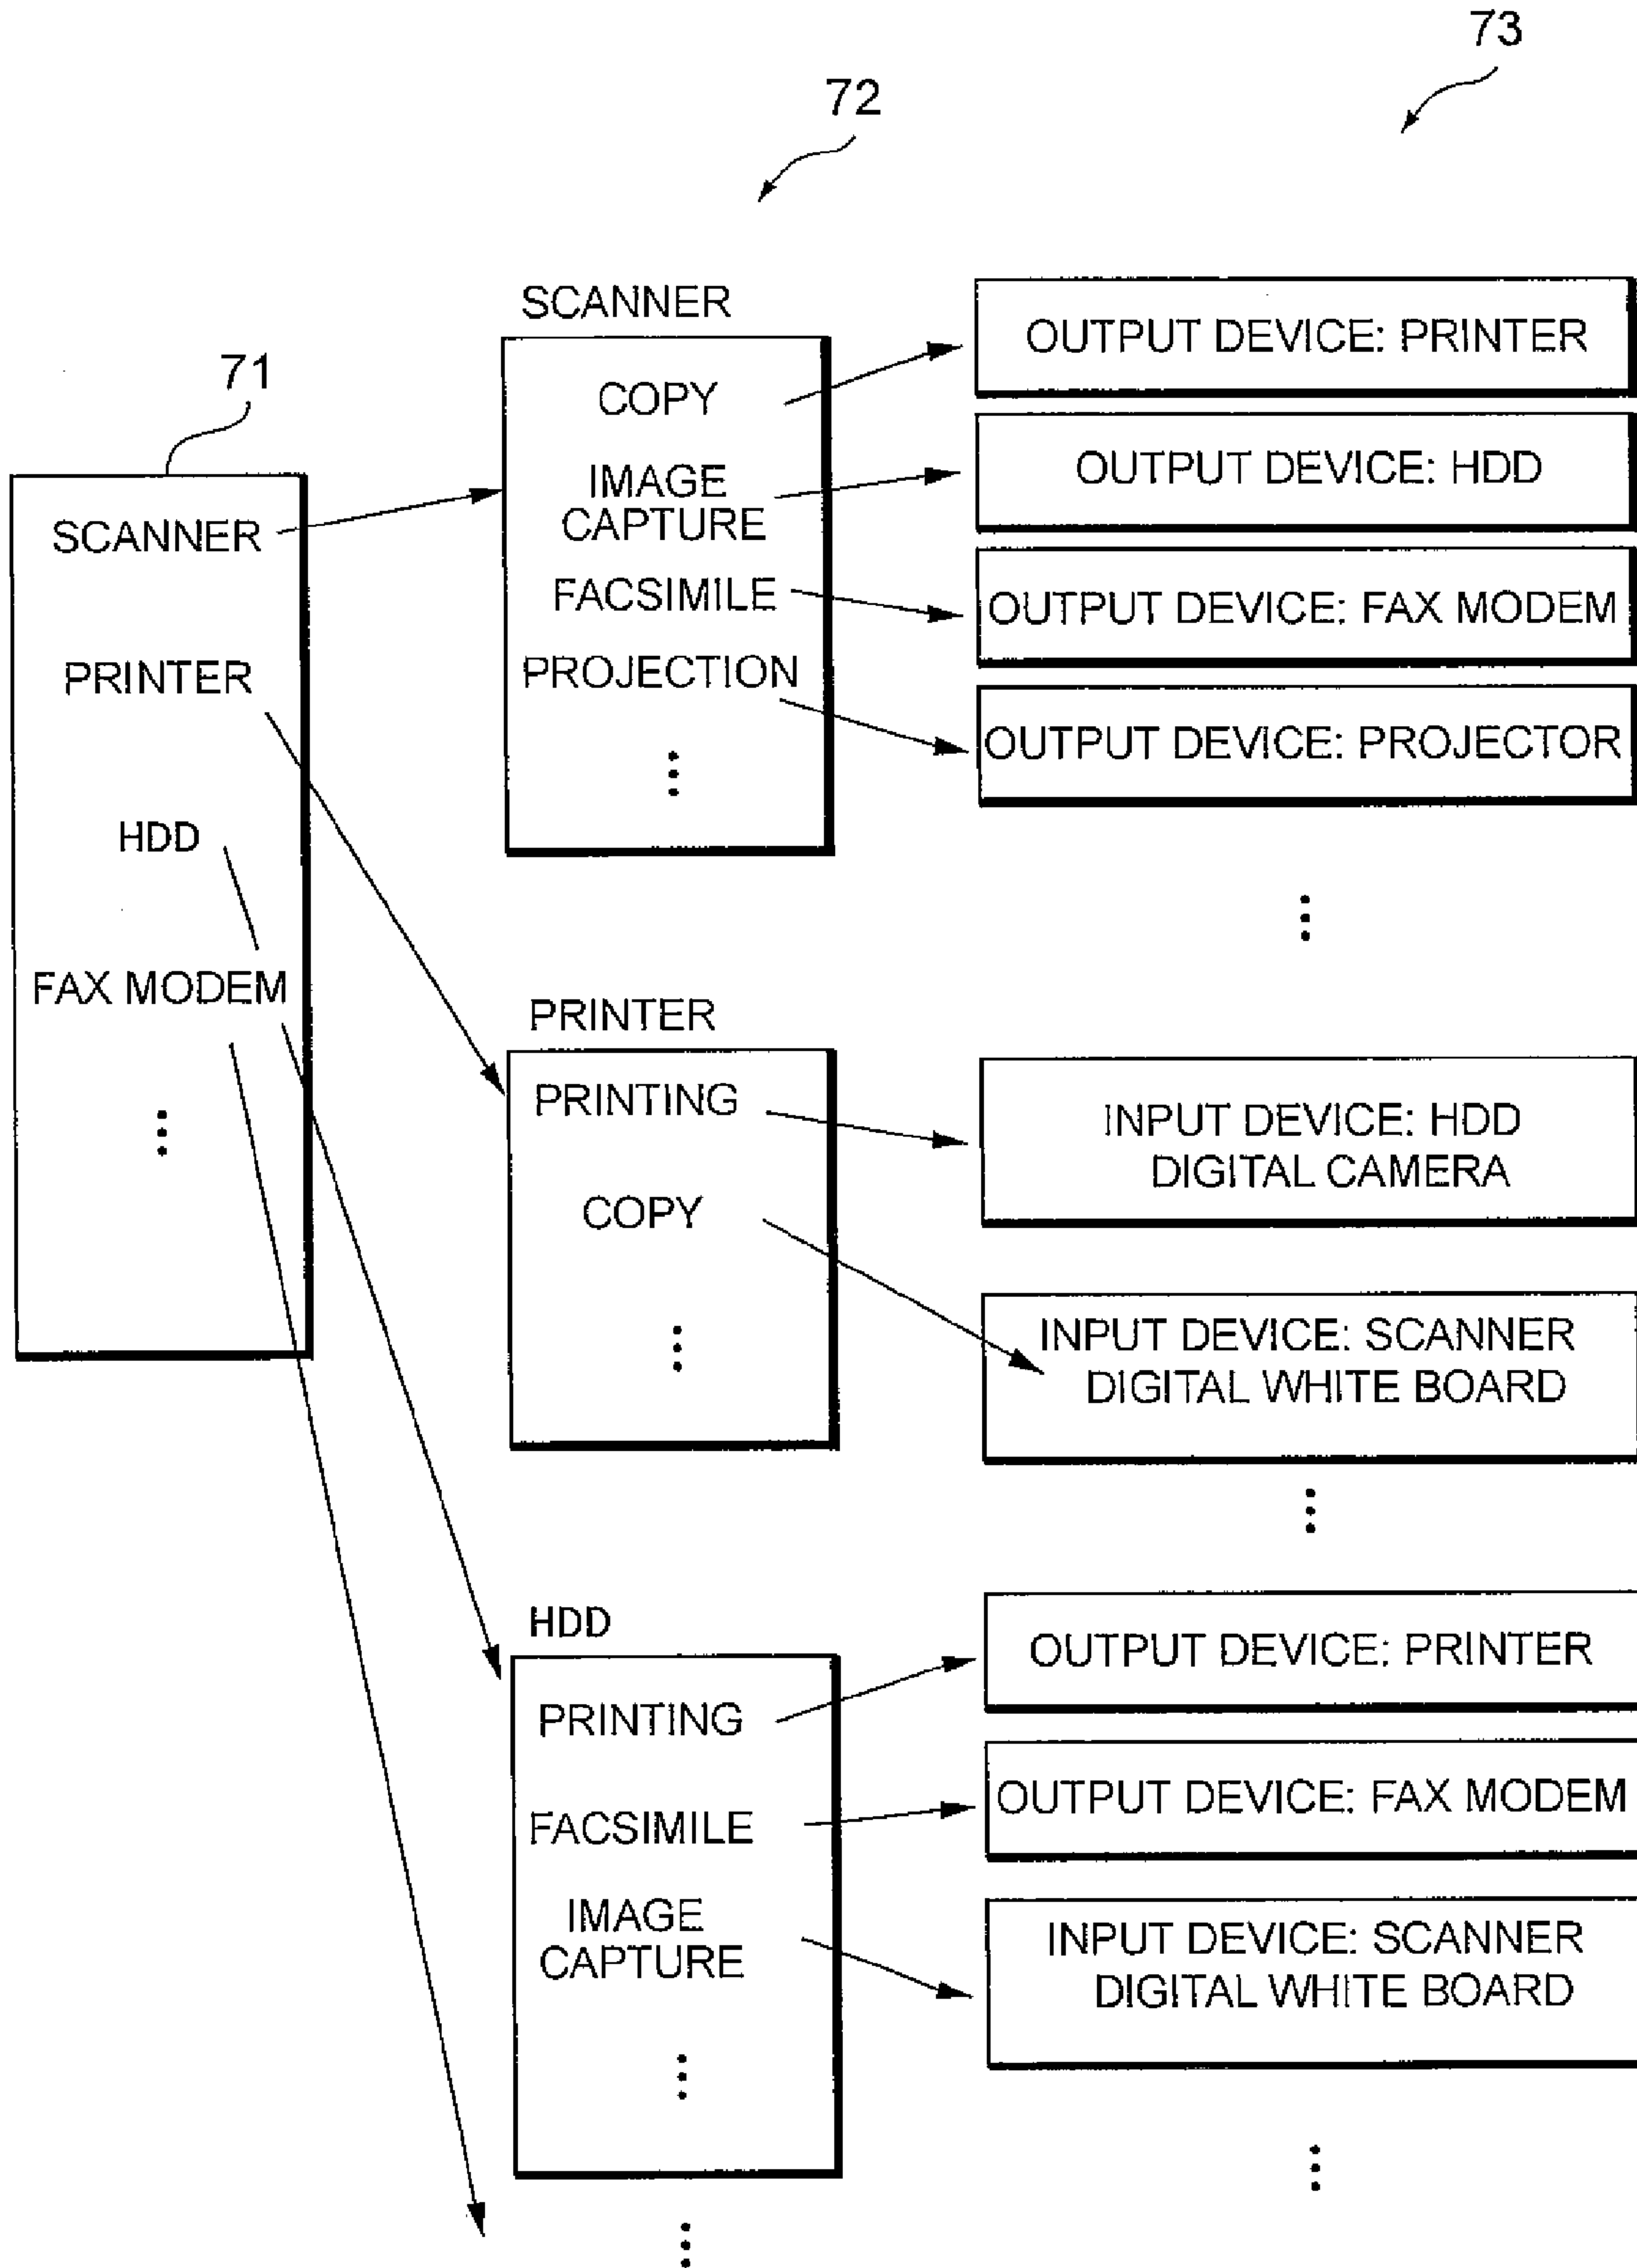 73
72
71
SCANNER
PRINTER
HDD
FAX MODEM
SCANNER
COPY
IMAGE
CAPTURE
FACSIMILE
PROJECTION
OUTPUT DEVICE: PRINTER
OUTPUT DEVICE: HDD
OUTPUT DEVICE: FAX MODEM
OUTPUT DEVICE: PROJECTOR
PRINTER
PRINTING
COPY
INPUT DEVICE: HDD
DIGITAL CAMERA
INPUT DEVICE: SCANNER
DIGITAL WHITE BOARD
HDD
PRINTING
FACSIMILE
IMAGE
CAPTURE
OUTPUT DEVICE: PRINTER
OUTPUT DEVICE: FAX MODEM
INPUT DEVICE: SCANNER
DIGITAL WHITE BOARD